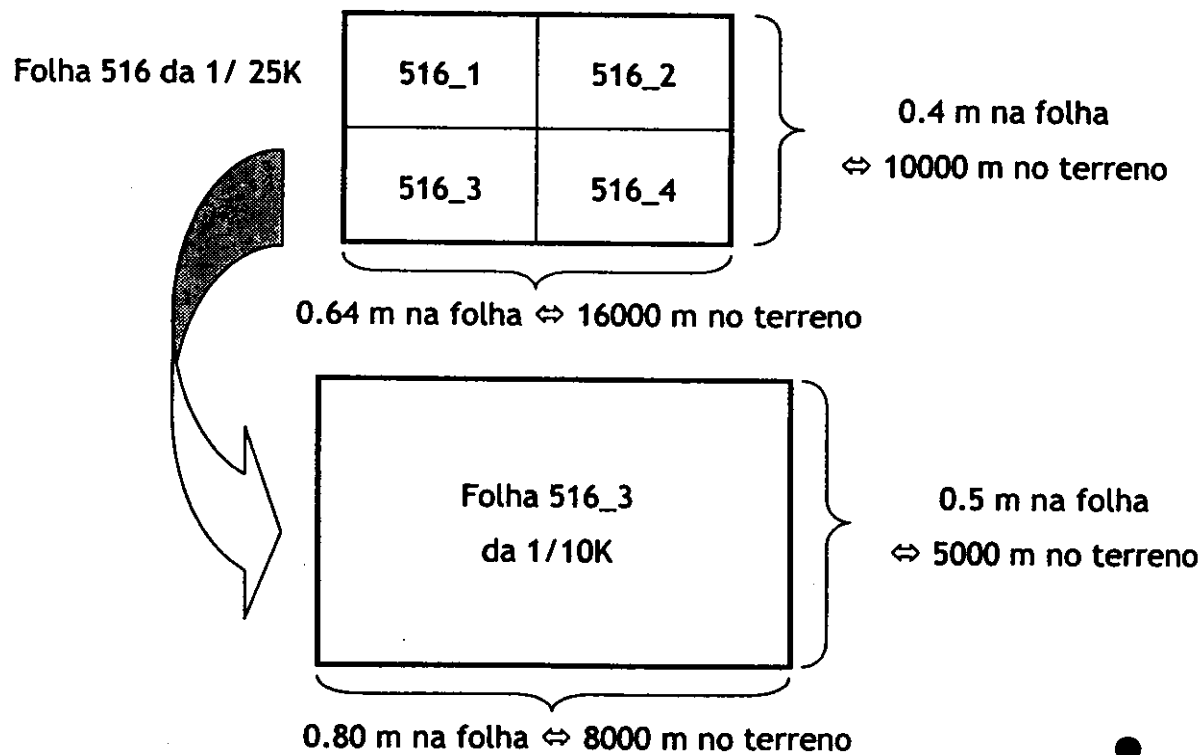 Folha 516 da 1/ 25K
516_1
516_2
516_3
516_4
0.4 m na folha
⇔ 10000 m no terreno
0.64 m na folha ⇔ 16000 m no terreno
Folha 516_3
da 1/10K
0.5 m na folha
⇔ 5000 m no terreno
0.80 m na folha ⇔ 8000 m no terreno